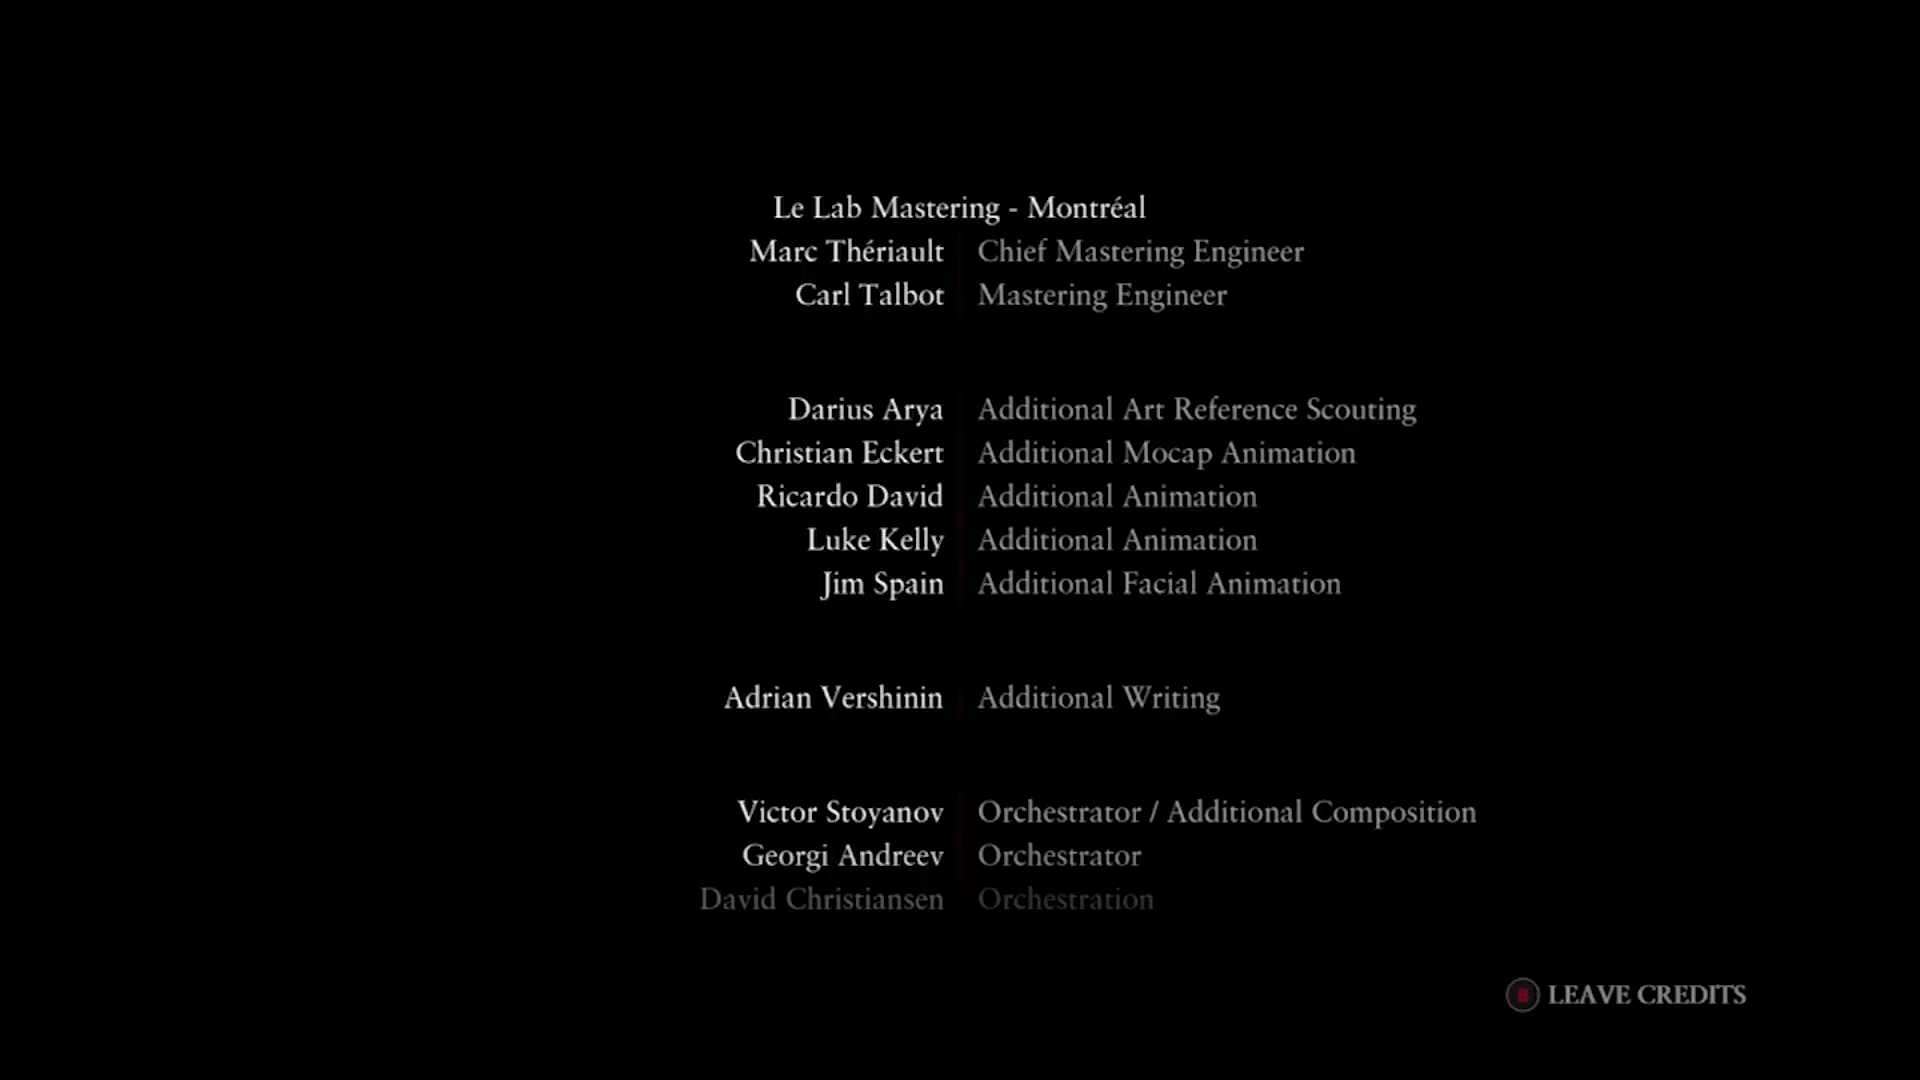 Le Lab Mastering - Montréal
Marc Thériault Chief Mastering Engineer
Carl Talbot Mastering Engineer
Darius Arya Additional Art Reference Scouting
Christian Eckert Additional Mocap Animation
Ricardo David Additional Animation
Luke Kelly Additional Animation
Jim Spain Additional Facial Animation
Adrian Vershinin Additional Writing
Victor Stoyanov Orchestrator / Additional Composition
Georgi Andreev Orchestrator
David Christiansen Orchestration
B LEAVE CREDITS